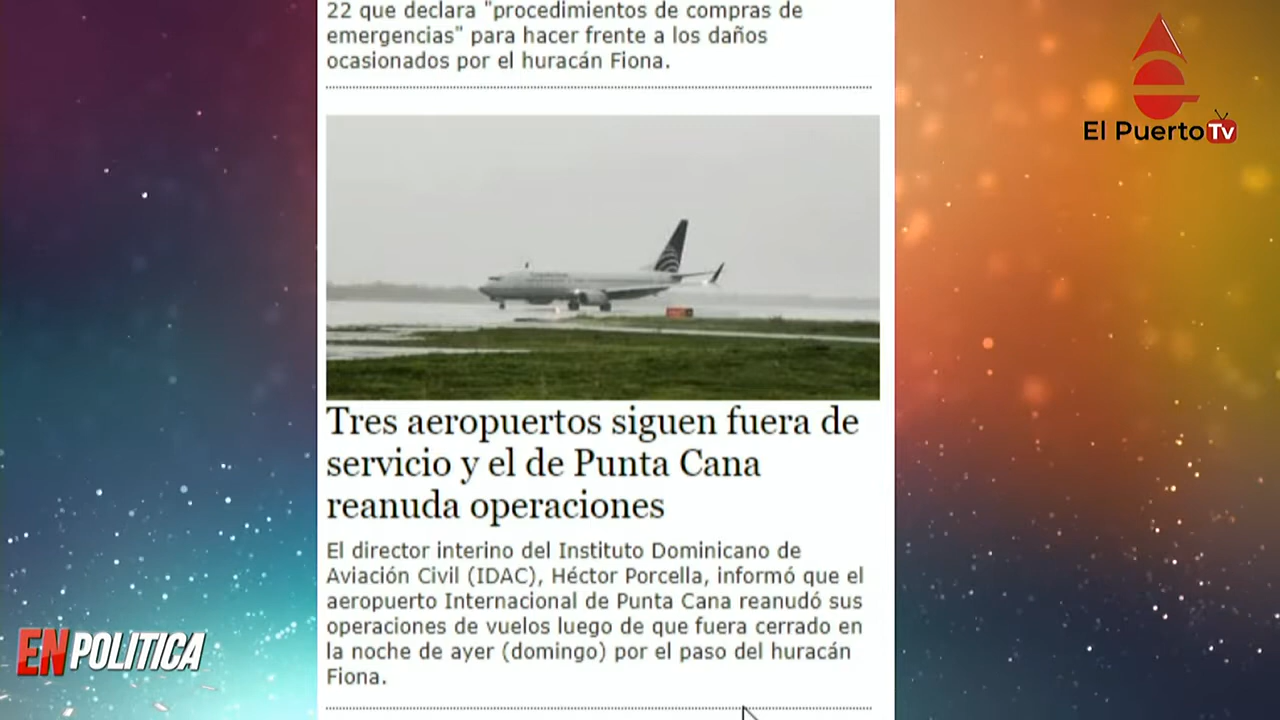 22 que declara "procedimientos de compras de
emergencias" para hacer frente a los daños
ocasionados por el huracán Fiona.
El PuertoTv
Tres aeropuertos siguen fuera de
servicio y el de Punta Cana
reanuda operaciones
El director interino del Instituto Dominicano de
Aviación Civil (IDAC), Héctor Porcella, informó que el
aeropuerto Internacional de Punta Cana reanudó sus
operaciones de vuelos luego de que fuera cerrado en
la noche de ayer (domingo) por el paso del huracán
Fiona.
EN POLITICA